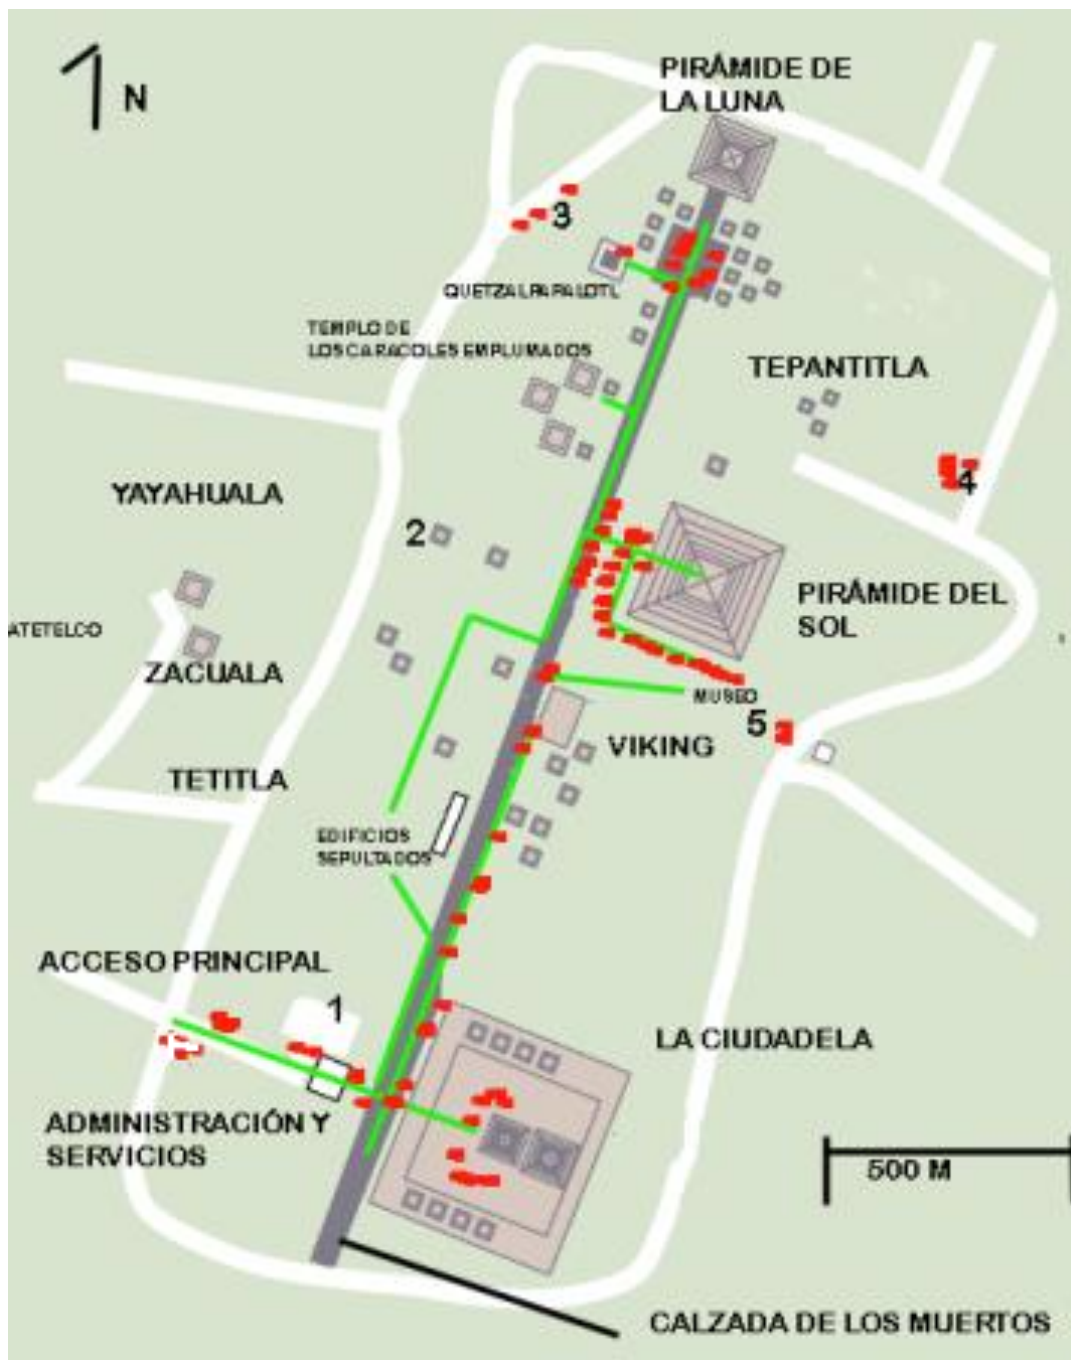 PIRÁMIDE DE
LA LUNA
N
3
QUETZALPAPALOTL
TEMPLO DE
LOS CARACOLES EMPLUMADOS
TEPANTITLA
YAYAHUALA
4
2
PIRÁMIDE DEL
SOL
ATETELCO
ZACUALA
MUSEO
5
VIKING
TETITLA
EDIFICIOS
SEPULTADOS
ACCESO PRINCIPAL
1
LA CIUDADELA
ADMINISTRACIÓN Y
SERVICIOS
500 M
CALZADA DE LOS MUERTOS